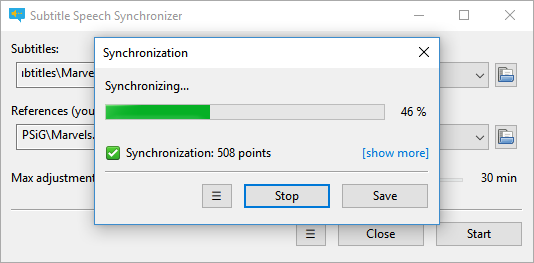 Subtitle Speech Synchronizer
Subtitles:
ıbtitles\Marve
References (you
PSiG\Marvels.
Max adjustment
30 min
Close
Start
Synchronization
Synchronizing...
46 %
Synchronization: 508 points
[show more]
Stop
Save